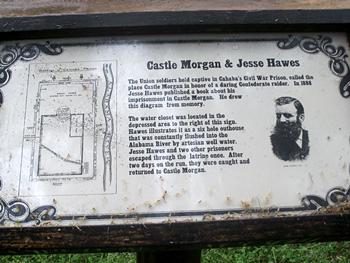 Castle Morgan & Jesse Hawes
The Union soldiers held captive in Cahaba's Civil War Prison, called the
place Castle Morgan in honor of a daring Confederate raider. In 1888
Jesse Hawes published a book about his
imprisonment in Castle Morgan. He drew
this diagram from memory.
The water closet was located in the
depressed area to the right of this sign.
Hawes illustrates it as a six hole outhouse
that was constantly flushed into the
Alabama River by artesian well water.
Jesse Hawes and two other prisoners
escaped through the latrine once. After
two days on the run, they were caught and
returned to Castle Morgan.